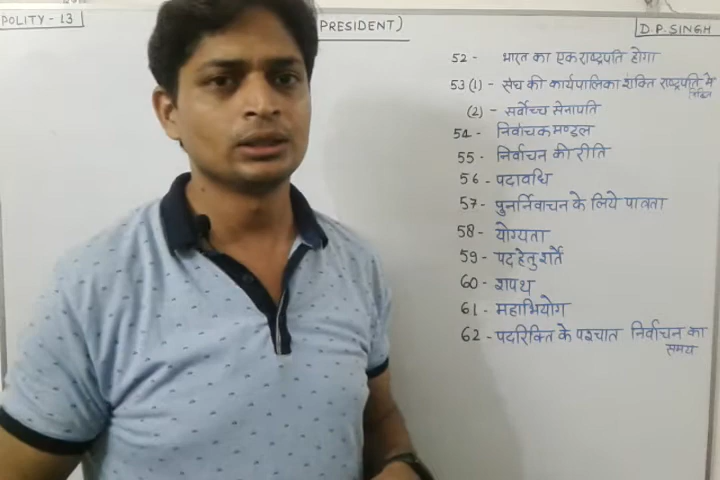 POLITY - 13
PRESIDENT)
D.P. SINGH
52 - भारत का एक राष्ट्रपति होगा
53 (1) - संघ की कार्यपालिका शक्ति राष्ट्रपति में
निहित
(2) - सर्वोच्च सेनापति
54 - निर्वाचक मण्डल
55 - निर्वाचन की रीति
56 - पदावधि
57 - पुनर्निवाचन के लिये पात्रता
58 - योग्यता
59 - पद हेतु शर्ते
60 - शपथ
61 - महाभियोग
62 - पदरिक्ति के पश्चात निर्वाचन का
समय